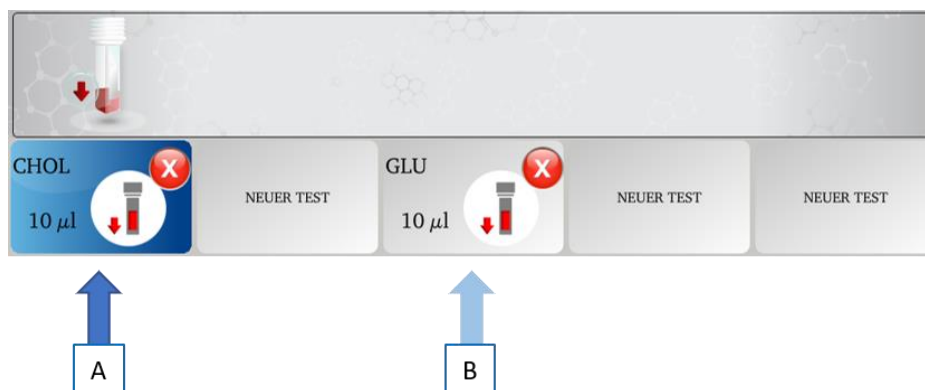 CHOL
10 µl
X
NEUER TEST
GLU
10 µl
X
NEUER TEST
NEUER TEST
A
B